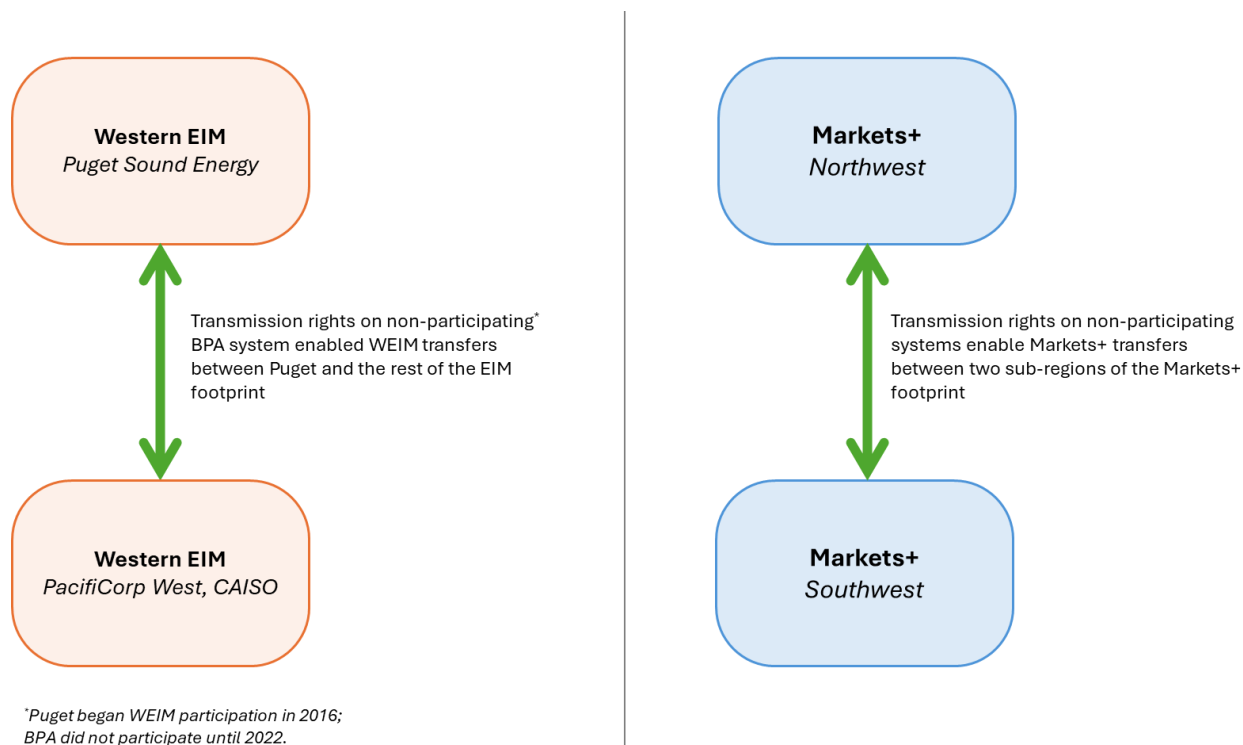 Western EIM
Puget Sound Energy
Transmission rights on non-participating*
BPA system enabled WEIM transfers
between Puget and the rest of the EIM
footprint
Western EIM
PacifiCorp West, CAISO
*Puget began WEIM participation in 2016;
BPA did not participate until 2022.
Markets+
Northwest
Transmission rights on non-participating
systems enable Markets+ transfers
between two sub-regions of the Markets+
footprint
Markets+
Southwest